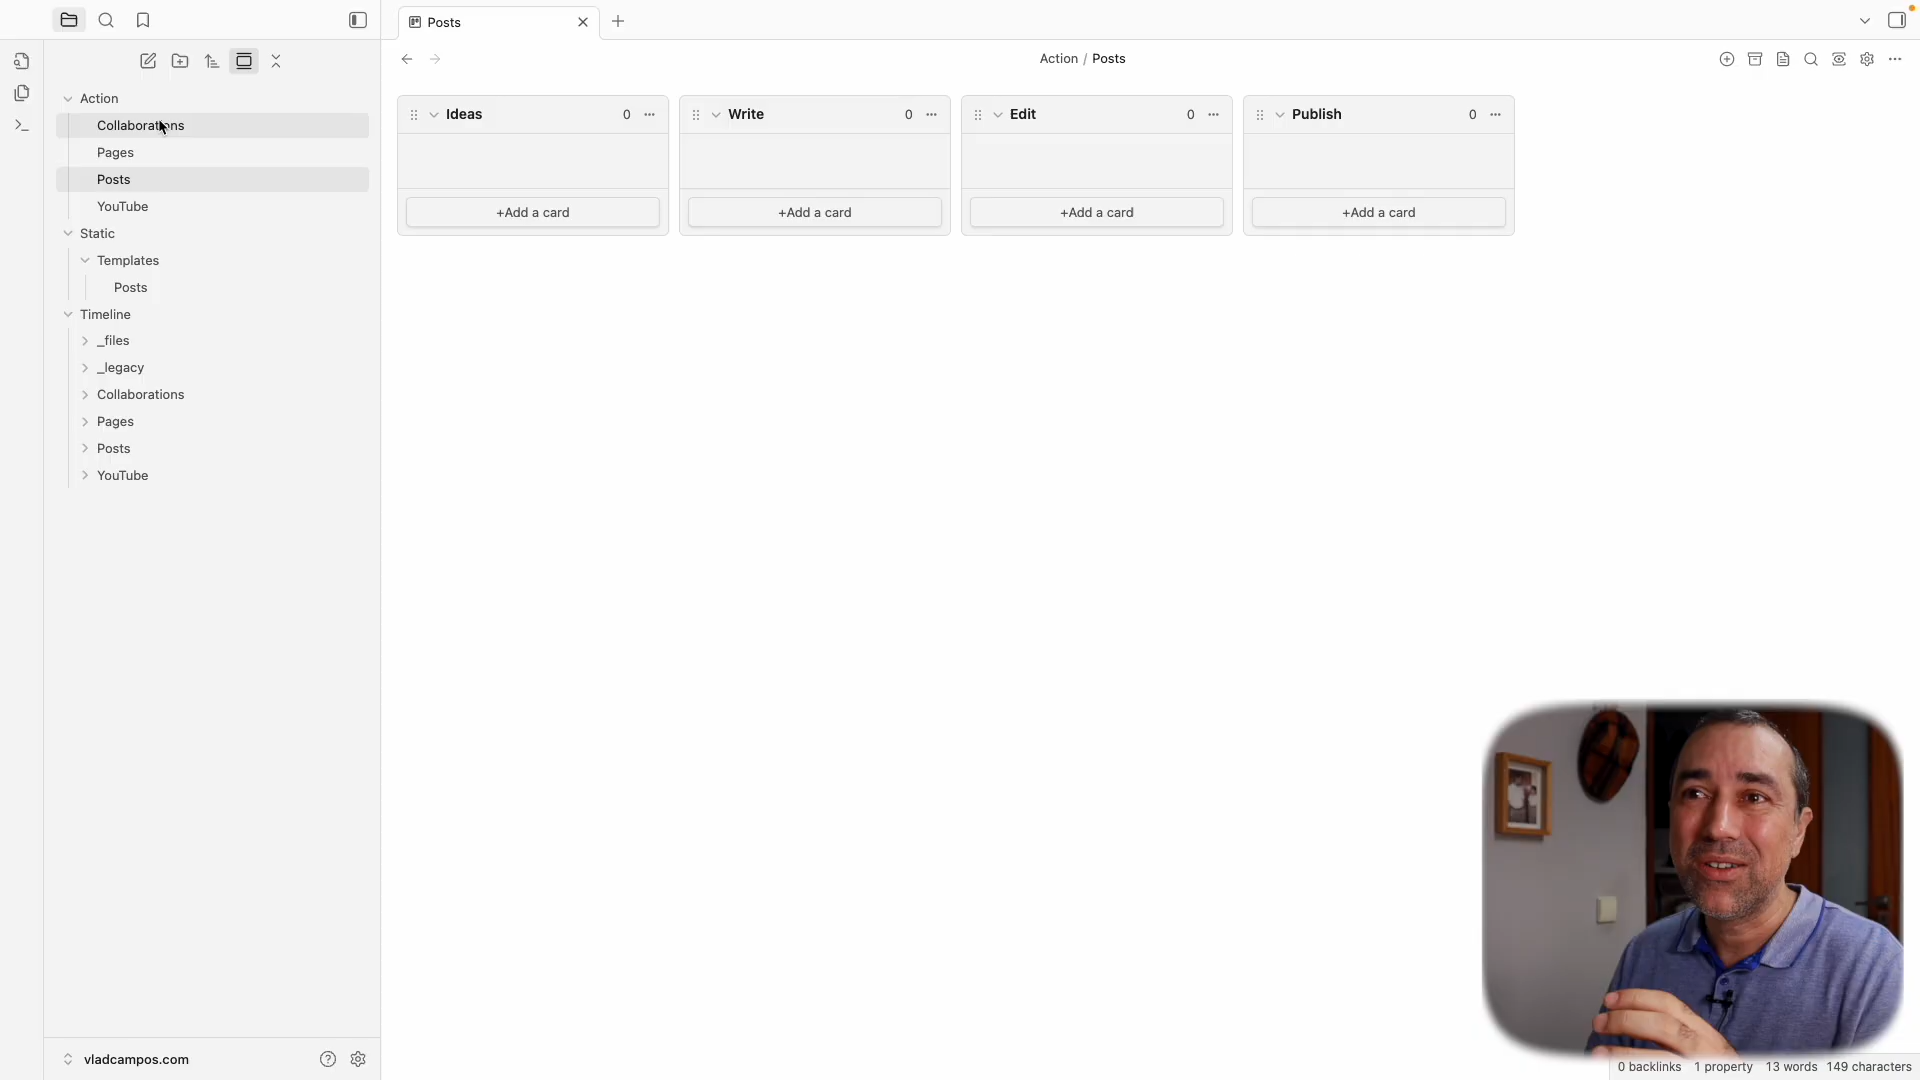 Posts
Action / Posts
Action
Collaborations
Pages
Posts
YouTube
Static
Templates
Posts
Timeline
_files
_legacy
Collaborations
Pages
Posts
YouTube
Ideas 0
+Add a card
Write 0
+Add a card
Edit 0
+Add a card
Publish 0
+Add a card
vladcampos.com
0 backlinks 1 property 13 words 149 characters